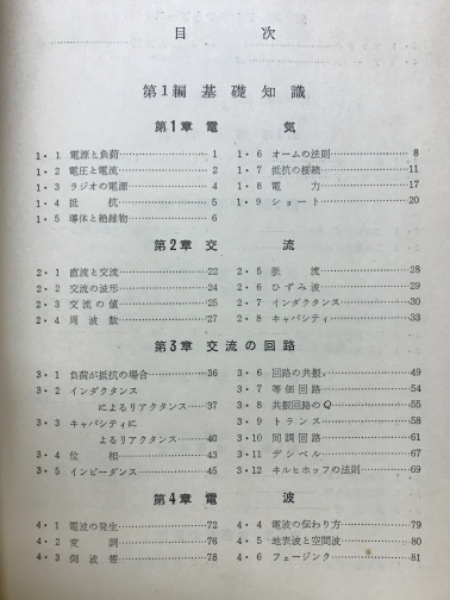 目次
第1編 基礎知識
第1章 電気
1・1 電源と負荷 1
1・2 電圧と電流 2
1・3 ラジオの電源 4
1・4 抵抗 5
1・5 導体と絶縁物 6
1・6 オームの法則 8
1・7 抵抗の接続 11
1・8 電力 17
1・9 ショート 20
第2章 交流
2・1 直流と交流 22
2・2 交流の波形 24
2・3 交流の値 25
2・4 周波数 27
2・5 脈流 28
2・6 ひずみ波 29
2・7 インダクタンス 30
2・8 キャパシティ 33
第3章 交流の回路
3・1 負荷が抵抗の場合 36
3・2 インダクタンス
によるリアクタンス 37
3・3 キャパシティに
よるリアクタンス 40
3・4 位相 43
3・5 インピーダンス 45
3・6 回路の共振 49
3・7 等価回路 54
3・8 共振回路のQ 55
3・9 トランス 58
3・10 同調回路 61
3・11 デシベル 67
3・12 キルヒホッフの法則 69
第4章 電波
4・1 電波の発生 72
4・2 変調 76
4・3 側波帯 78
4・4 電波の伝わり方 79
4・5 地表波と空間波 80
4・6 フェージング 81